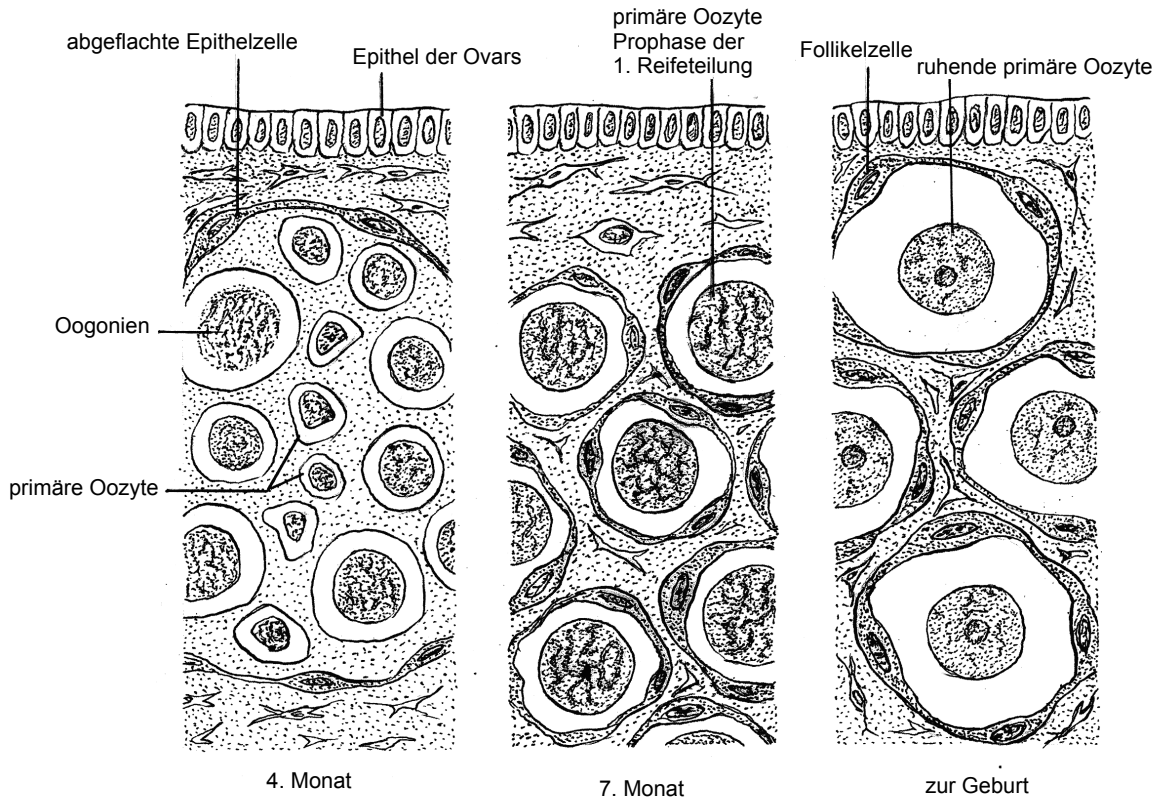 abgeflachte Epithelzelle
Epithel der Ovars
primäre Oozyte
Prophase der
1. Reifeteilung
Follikelzelle
ruhende primäre Oozyte
Oogonien
primäre Oozyte
4. Monat
7. Monat
zur Geburt